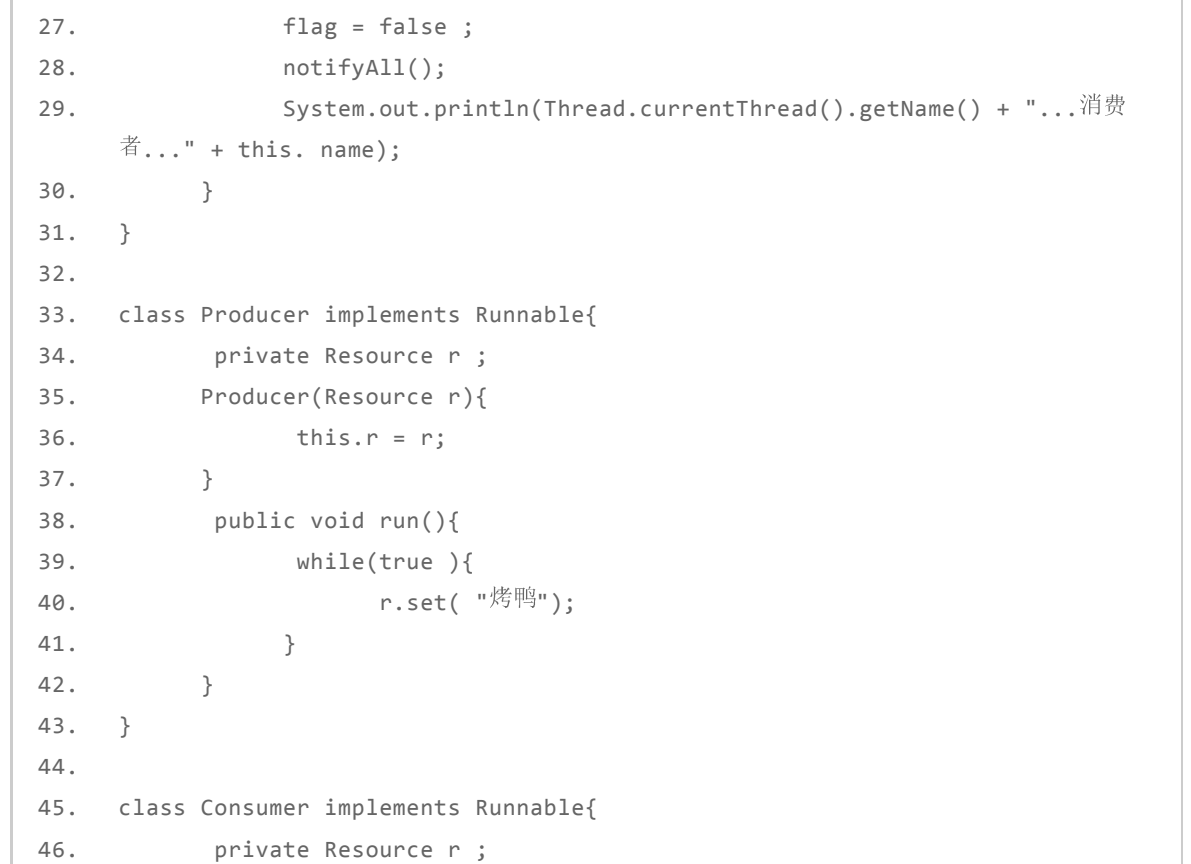 27.               flag = false ;
28.               notifyAll();
29.               System.out.println(Thread.currentThread().getName() + "...消费
者..." + this. name);
30.         }
31.   }
32.
33.   class Producer implements Runnable{
34.          private Resource r ;
35.         Producer(Resource r){
36.                this.r = r;
37.         }
38.          public void run(){
39.                while(true ){
40.                      r.set( "烤鸭");
41.               }
42.         }
43.   }
44.
45.   class Consumer implements Runnable{
46.          private Resource r ;